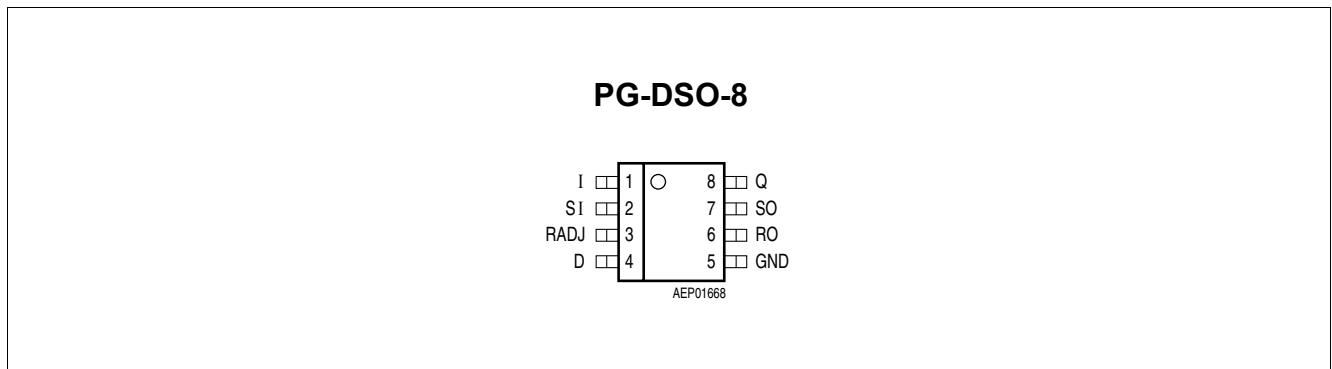 PG-DSO-8
I 1 8 Q
SI 2 7 SO
RADJ 3 6 RO
D 4 5 GND
AEP01668